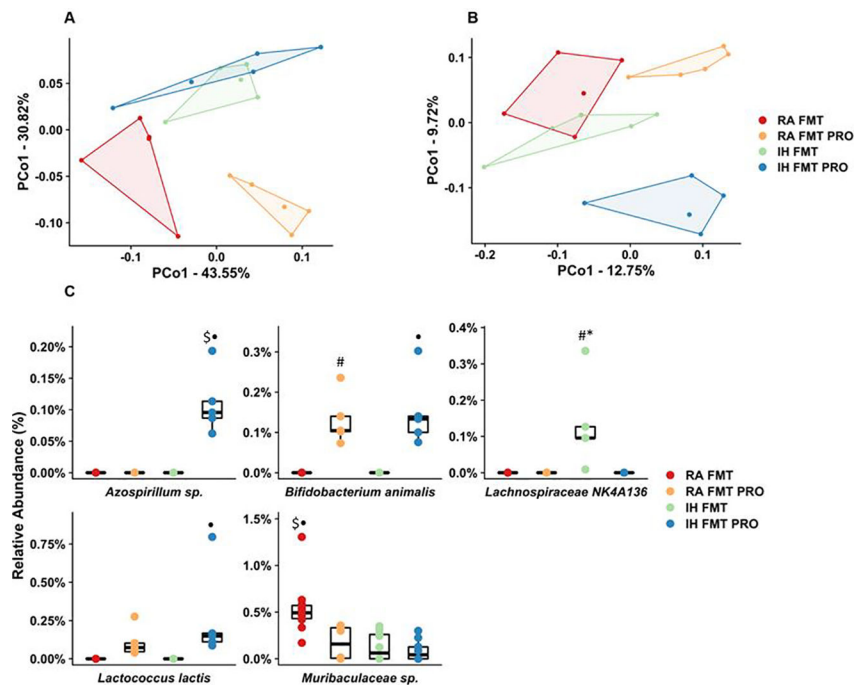 A
PCo1 - 30.82%
0.05
0.00
-0.05
-0.10
-0.1
0.0
0.1
PCo1 - 43.55%
B
PCo1 - 9.72%
0.1
0.0
-0.1
-0.2
-0.1
0.0
0.1
PCo1 - 12.75%
RA FMT
RA FMT PRO
IH FMT
IH FMT PRO
C
Relative Abundance (%)
0.20%
0.15%
0.10%
0.05%
0.00%
$•
Azospirillum sp.
0.3%
0.2%
0.1%
0.0%
#
•
Bifidobacterium animalis
0.4%
0.3%
0.1%
0.0%
#*
Lachnospiraceae NK4A136
RA FMT
RA FMT PRO
IH FMT
IH FMT PRO
0.75%
0.50%
0.25%
0.00%
•
Lactococcus lactis
1.5%
1.0%
0.5%
0.0%
$•
Muribaculaceae sp.